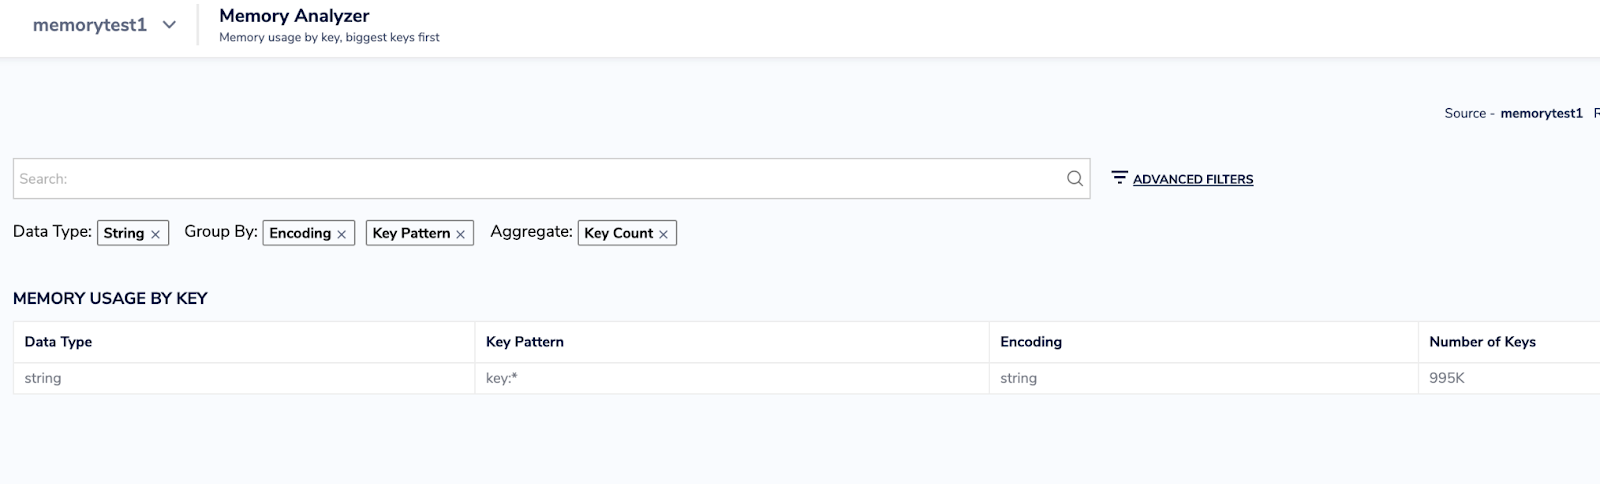 memorytest1
Memory Analyzer
Memory usage by key, biggest keys first
Source - memorytest1 R
Search:
ADVANCED FILTERS
Data Type: String × Group By: Encoding × Key Pattern × Aggregate: Key Count ×
MEMORY USAGE BY KEY
Data Type Key Pattern Encoding Number of Keys
string key:* string 995K